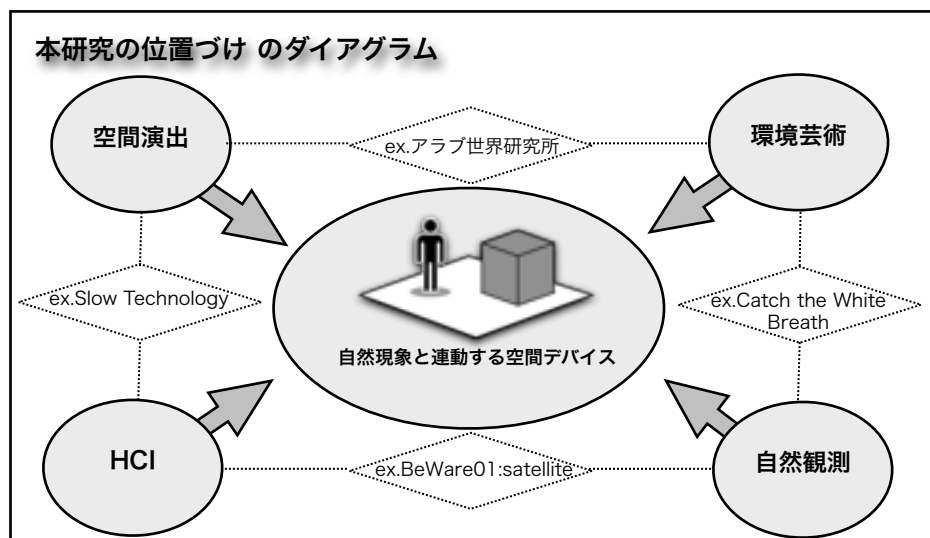 本研究の位置づけ のダイアグラム
空間演出
ex.アラブ世界研究所
環境芸術
ex.Slow Technology
ex.Catch the White
Breath
自然現象と連動する空間デバイス
HCI
ex.BeWare01:satellite
自然観測